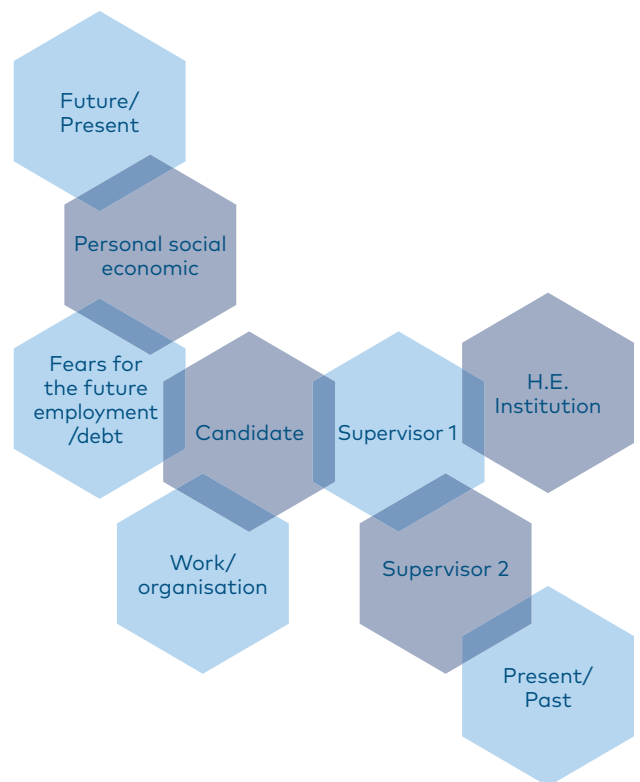 Future/
Present
Personal social
economic
Fears for
the future
employment
/debt
Candidate
Supervisor 1
H.E.
Institution
Work/
organisation
Supervisor 2
Present/
Past